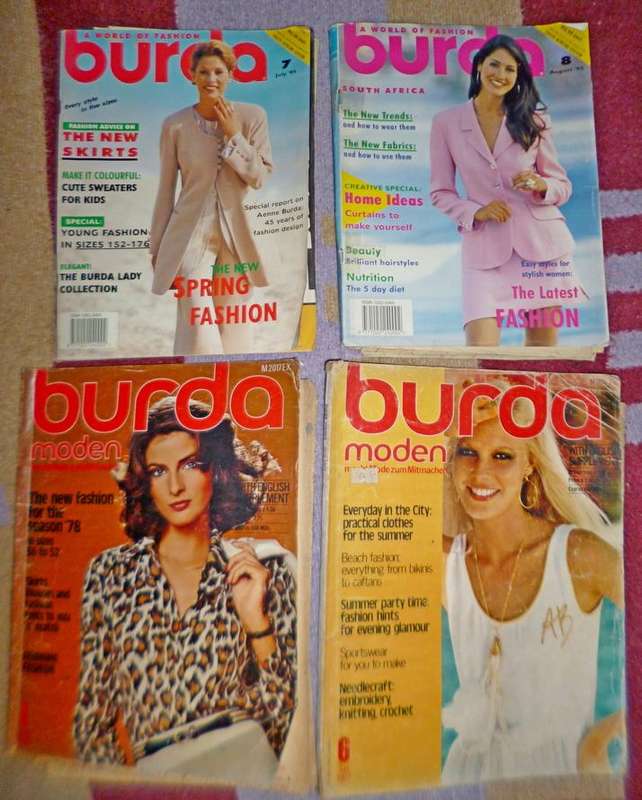 A WORLD OF FASHION
burda
7
July '95
Every style
in five sizes
FASHION ADVICE ON
THE NEW
SKIRTS
MAKE IT COLOURFUL:
CUTE SWEATERS
FOR KIDS
SPECIAL:
YOUNG FASHION
IN SIZES 152-176
ELEGANT:
THE BURDA LADY
COLLECTION
Special report on
Aenne Burda:
45 years of
fashion design
THE NEW
SPRING
FASHION
A WORLD OF FASHION
burda
8
August '95
SOUTH AFRICA
The New Trends:
and how to wear them
The New Fabrics:
and how to use them
CREATIVE SPECIAL:
Home Ideas
Curtains to
make yourself
Beauty
Brilliant hairstyles
Nutrition
The 5 day diet
Easy styles for
stylish women:
The Latest
FASHION
M2017EX
burda
moden
The new fashion
for the
season '78
burda
moden
Mode zum Mitmachen
Everyday in the City:
practical clothes
for the summer
Beach fashion:
everything from bikinis
to caftans
Summer party time:
fashion hints
for evening glamour
Sportswear
for you to make
Needlecraft:
embroidery,
knitting, crochet
AB
6